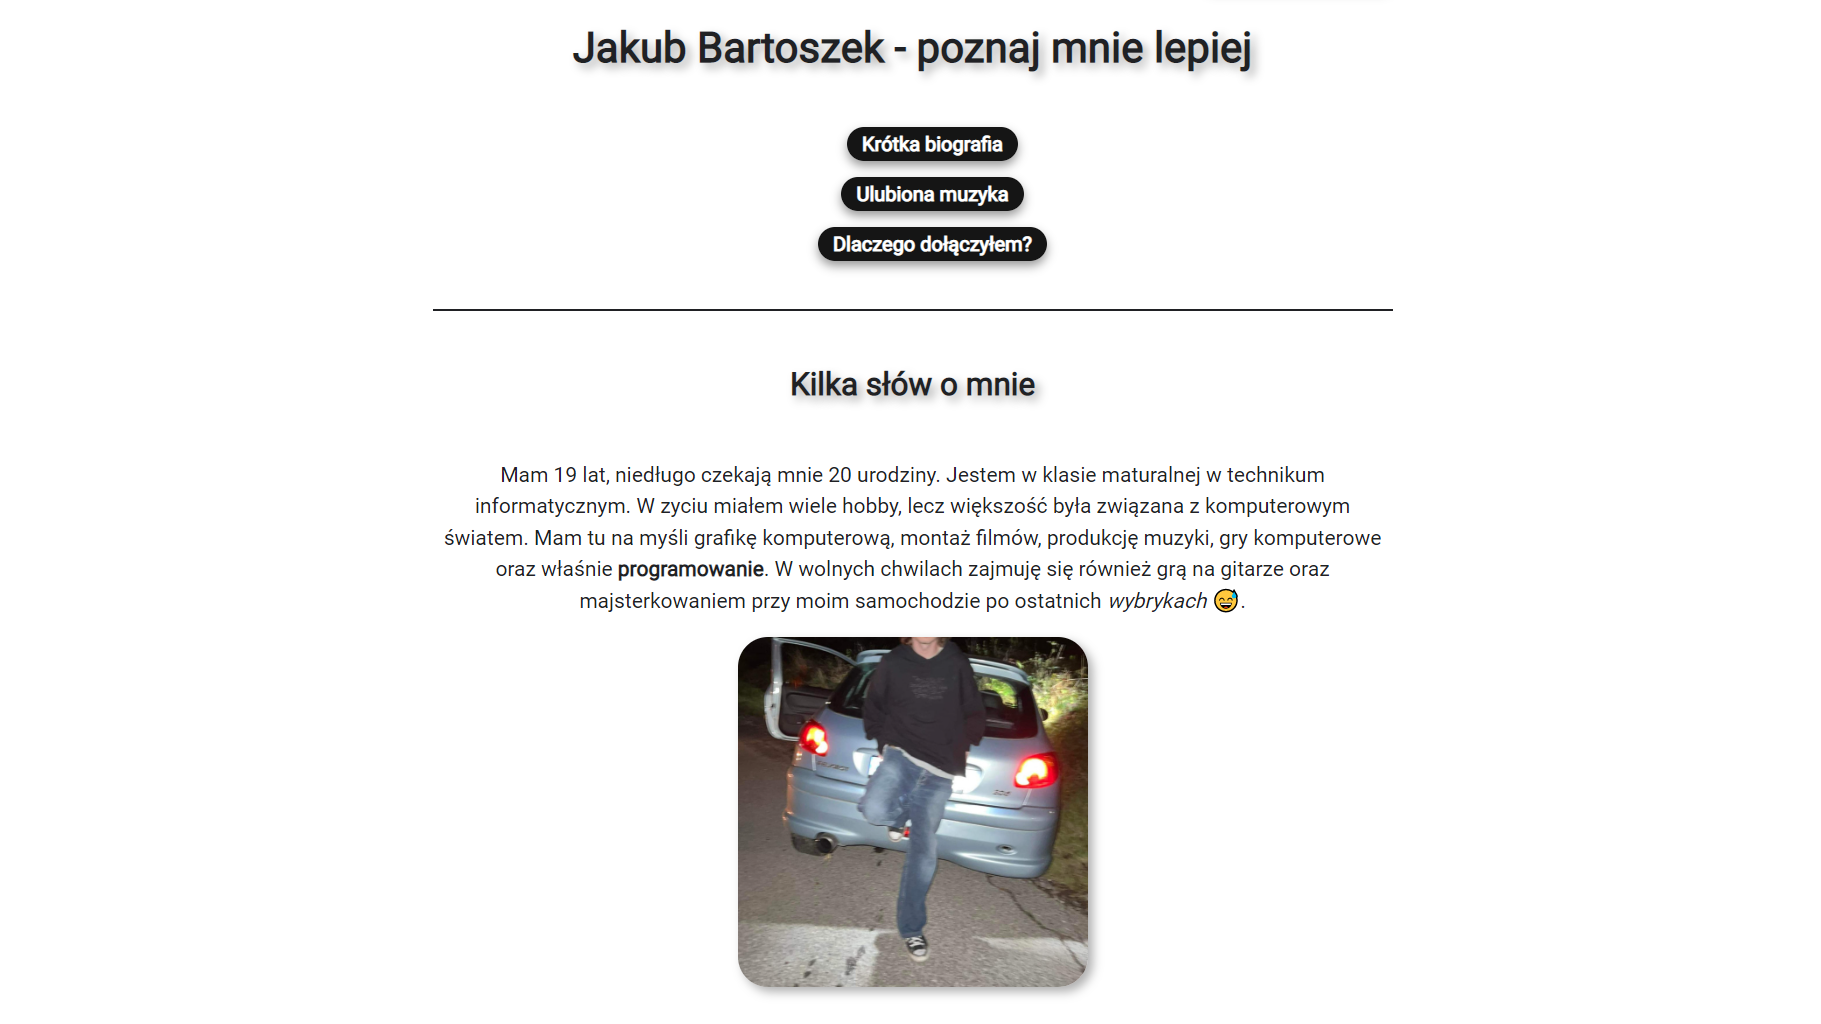 Jakub Bartoszek - poznaj mnie lepiej
Krótka biografia
Ulubiona muzyka
Dlaczego dołączyłem?
Kilka słów o mnie
Mam 19 lat, niedługo czekają mnie 20 urodziny. Jestem w klasie maturalnej w technikum
informatycznym. W zyciu miałem wiele hobby, lecz większość była związana z komputerowym
światem. Mam tu na myśli grafikę komputerową, montaż filmów, produkcję muzyki, gry komputerowe
oraz właśnie programowanie. W wolnych chwilach zajmuję się również grą na gitarze oraz
majsterkowaniem przy moim samochodzie po ostatnich wybrykach 😅.